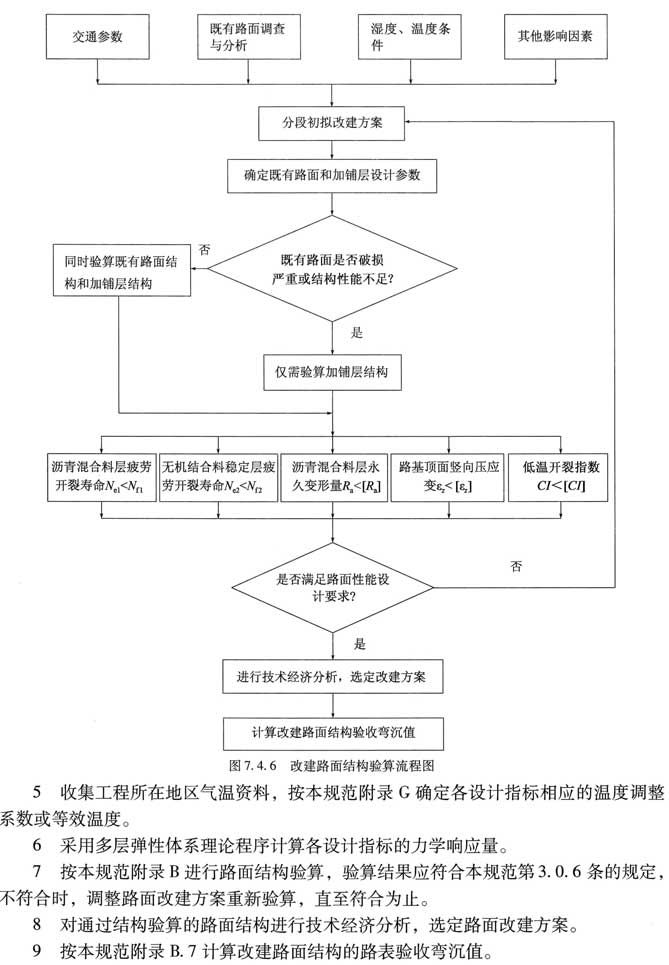 交通参数
既有路面调查
与分析
湿度、温度条
件
其他影响因素
分段初拟改建方案
确定既有路面和加铺层设计参数
既有路面是否破损
严重或结构性能不足?
否
同时验算既有路面结
构和加铺层结构
是
仅需验算加铺层结构
沥青混合料层疲劳
开裂寿命Ne1<Nf1
无机结合料稳定层疲
劳开裂寿命Ne2<Nf2
沥青混合料层永
久变形量Ra<[Ra]
路基顶面竖向压应
变εz<[εz]
低温开裂指数
CI<[CI]
是否满足路面性能设
计要求?
否
是
进行技术经济分析，选定改建方案
计算改建路面结构验收弯沉值
图 7.4.6 改建路面结构验算流程图
5 收集工程所在地区气温资料，按本规范附录 G 确定各设计指标相应的温度调整
系数或等效温度。
6 采用多层弹性体系理论程序计算各设计指标的力学响应量。
7 按本规范附录 B 进行路面结构验算，验算结果应符合本规范第 3.0.6 条的规定，
不符合时，调整路面改建方案重新验算，直至符合为止。
8 对通过结构验算的路面结构进行技术经济分析，选定路面改建方案。
9 按本规范附录 B.7 计算改建路面结构的路表验收弯沉值。